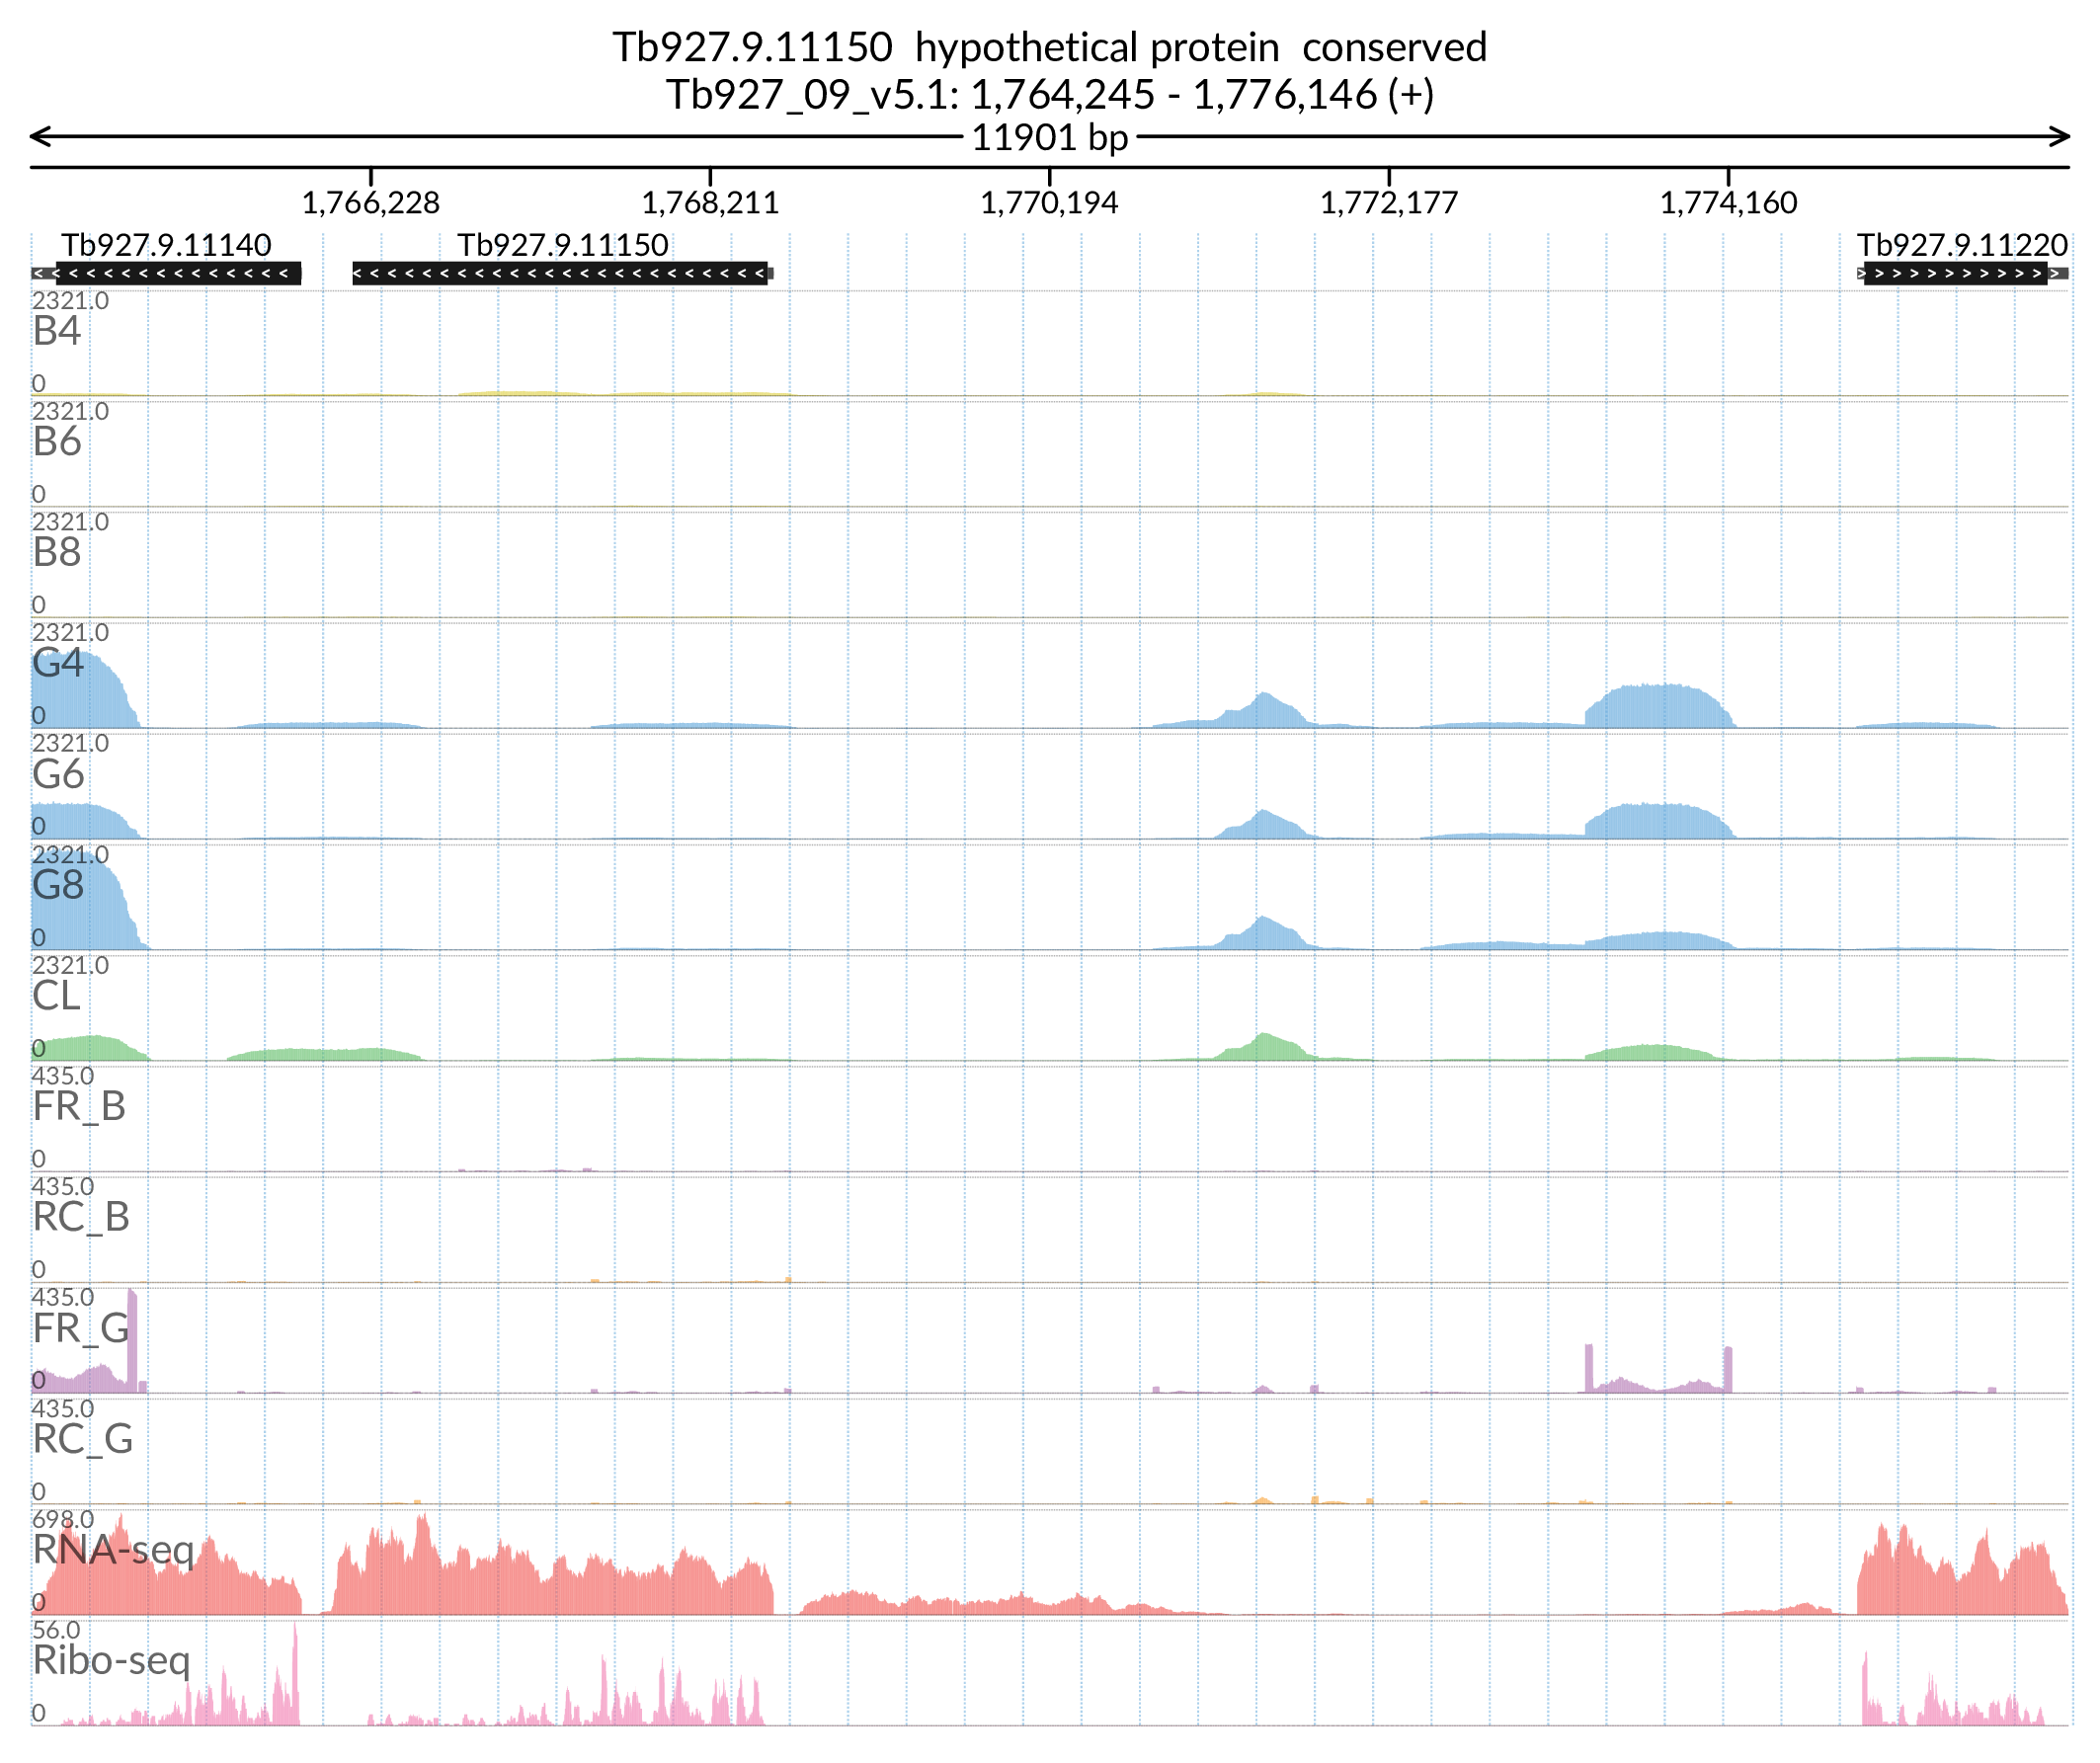 Tb927.9.11150 hypothetical protein conserved
Tb927_09_v5.1: 1,764,245 - 1,776,146 (+)
11901 bp
1,766,228 1,768,211 1,770,194 1,772,177 1,774,160
Tb927.9.11140 Tb927.9.11150 Tb927.9.11220
2321.0
B4
0
2321.0
B6
0
2321.0
B8
0
2321.0
G4
0
2321.0
G6
0
2321.0
G8
0
2321.0
CL
0
435.0
FR_B
0
435.0
RC_B
0
435.0
FR_G
0
435.0
RC_G
0
698.0
RNA-seq
0
56.0
Ribo-seq
0